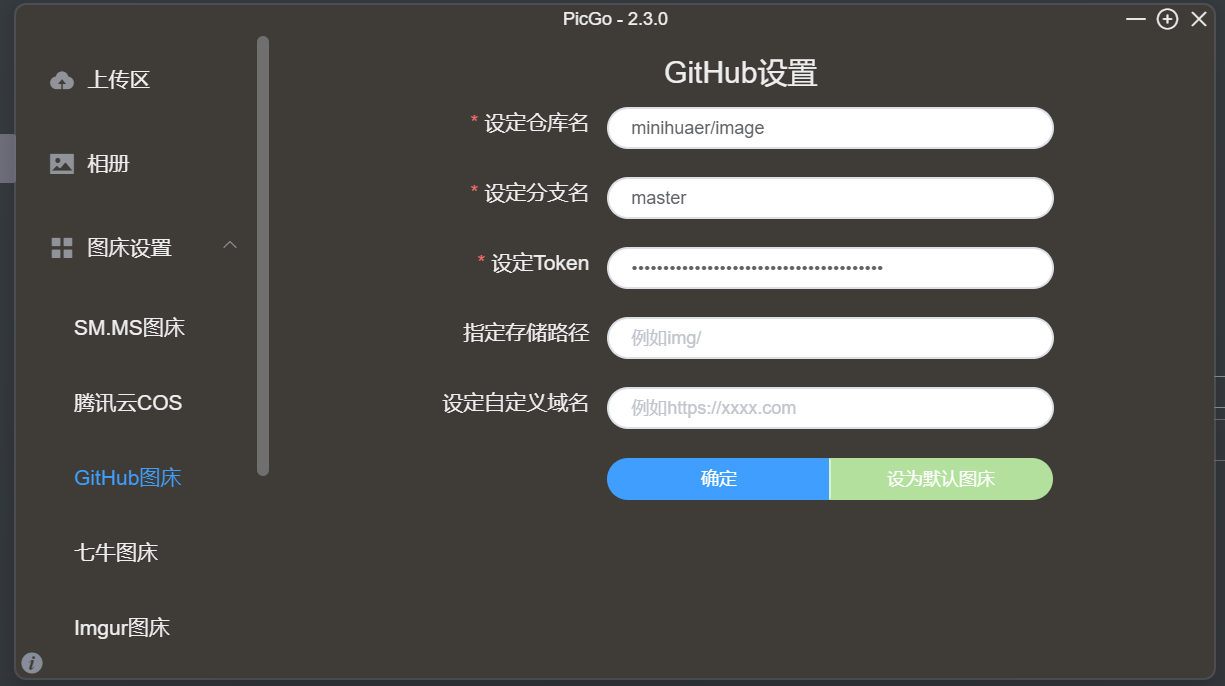 PicGo - 2.3.0
上传区
相册
图床设置
SM.MS图床
腾讯云COS
GitHub图床
七牛图床
Imgur图床
GitHub设置
* 设定仓库名 minihuaer/image
* 设定分支名 master
* 设定Token ••••••••••••••••••••••••••••••••••••••••
指定存储路径 例如img/
设定自定义域名 例如https://xxxx.com
确定 设为默认图床